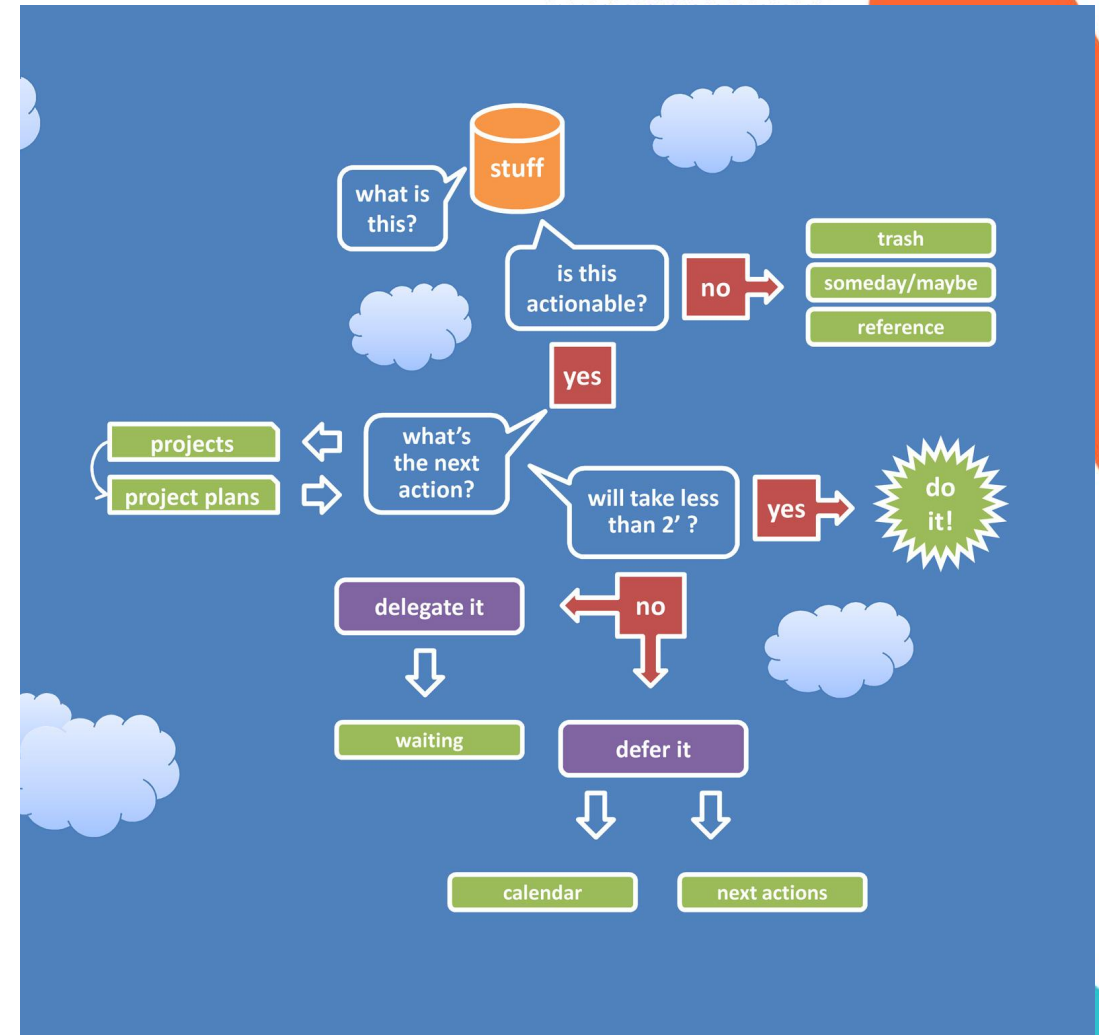 stuff
what is
this?
is this
actionable?
no
trash
someday/maybe
reference
yes
projects
project plans
what's
the next
action?
will take less
than 2' ?
yes
do
it!
no
delegate it
waiting
defer it
calendar
next actions